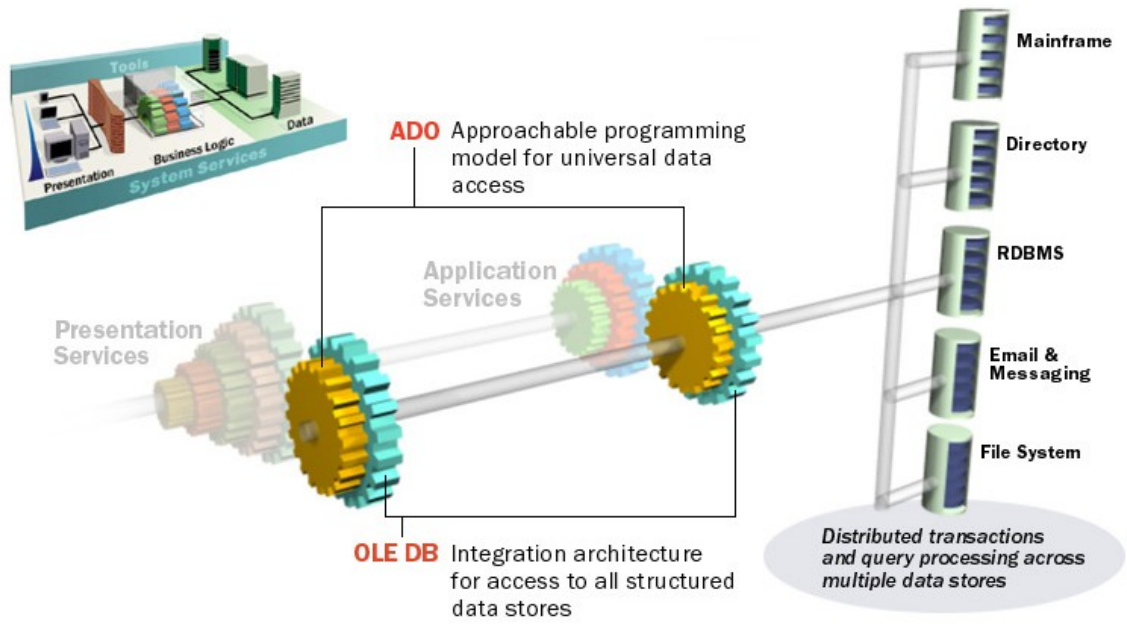 Tools
Business Logic
Data
Presentation
System Services
ADO Approachable programming
model for universal data
access
Application
Services
Presentation
Services
OLE DB Integration architecture
for access to all structured
data stores
Mainframe
Directory
RDBMS
Email &
Messaging
File System
Distributed transactions
and query processing across
multiple data stores